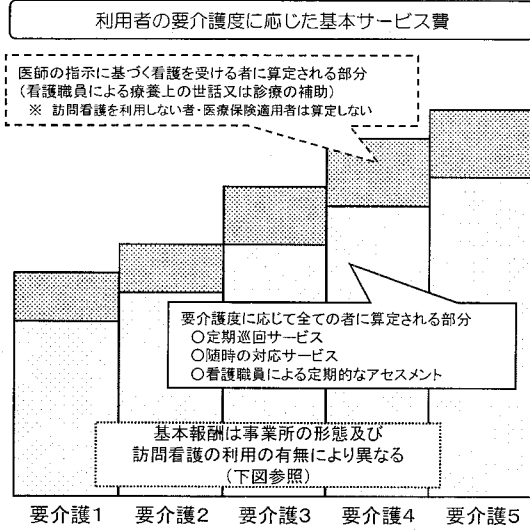 利用者の要介護度に応じた基本サービス費
医師の指示に基づく看護を受ける者に算定される部分
(看護職員による療養上の世話又は診療の補助)
※ 訪問看護を利用しない者・医療保険適用者は算定しない
要介護度に応じて全ての者に算定される部分
○定期巡回サービス
○随時の対応サービス
○看護職員による定期的なアセスメント
基本報酬は事業所の形態及び
訪問看護の利用の有無により異なる
(下図参照)
要介護1 要介護2 要介護3 要介護4 要介護5